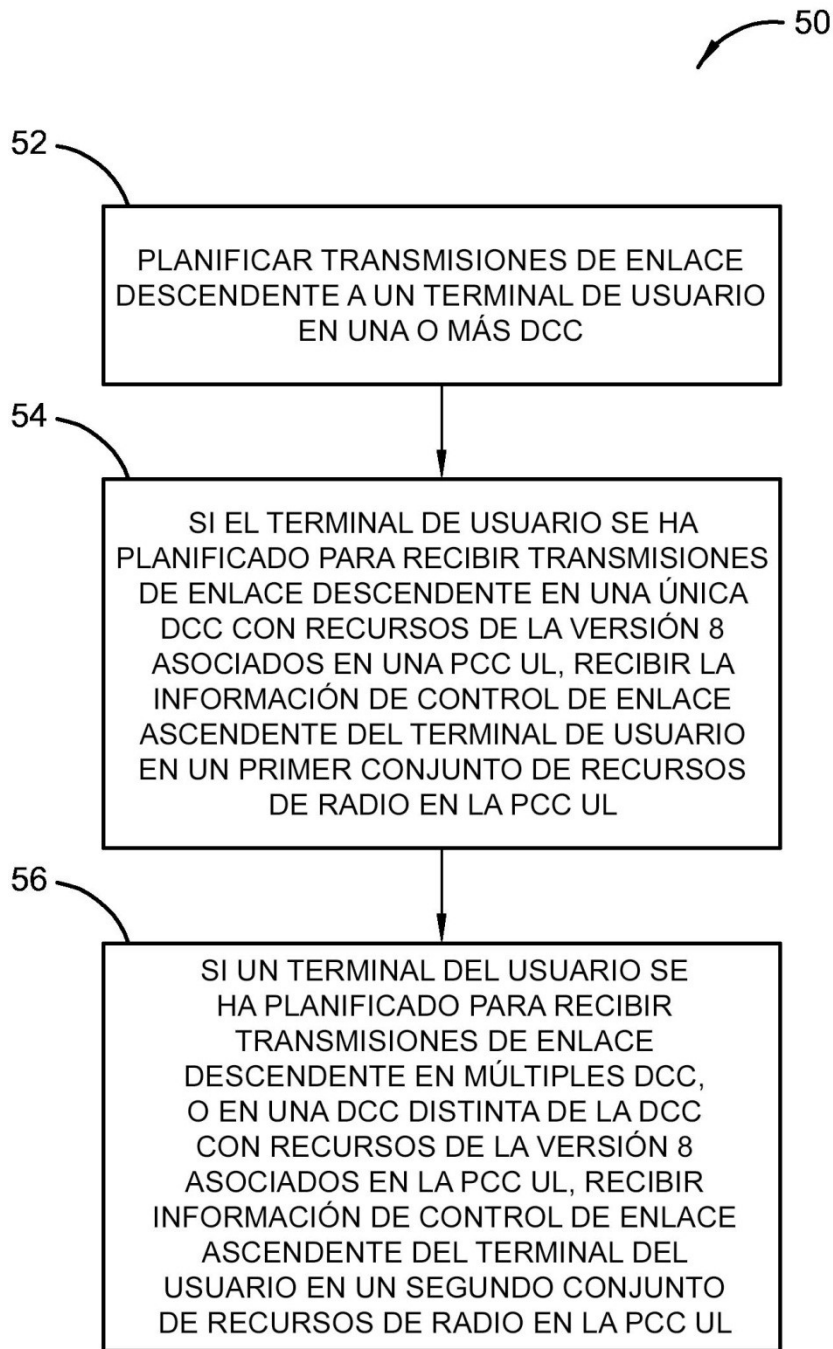 50
52
PLANIFICAR TRANSMISIONES DE ENLACE
DESCENDENTE A UN TERMINAL DE USUARIO
EN UNA O MÁS DCC
54
SI EL TERMINAL DE USUARIO SE HA
PLANIFICADO PARA RECIBIR TRANSMISIONES
DE ENLACE DESCENDENTE EN UNA ÚNICA
DCC CON RECURSOS DE LA VERSIÓN 8
ASOCIADOS EN UNA PCC UL, RECIBIR LA
INFORMACIÓN DE CONTROL DE ENLACE
ASCENDENTE DEL TERMINAL DE USUARIO
EN UN PRIMER CONJUNTO DE RECURSOS
DE RADIO EN LA PCC UL
56
SI UN TERMINAL DEL USUARIO SE
HA PLANIFICADO PARA RECIBIR
TRANSMISIONES DE ENLACE
DESCENDENTE EN MÚLTIPLES DCC,
O EN UNA DCC DISTINTA DE LA DCC
CON RECURSOS DE LA VERSIÓN 8
ASOCIADOS EN LA PCC UL, RECIBIR
INFORMACIÓN DE CONTROL DE ENLACE
ASCENDENTE DEL TERMINAL DEL
USUARIO EN UN SEGUNDO CONJUNTO
DE RECURSOS DE RADIO EN LA PCC UL